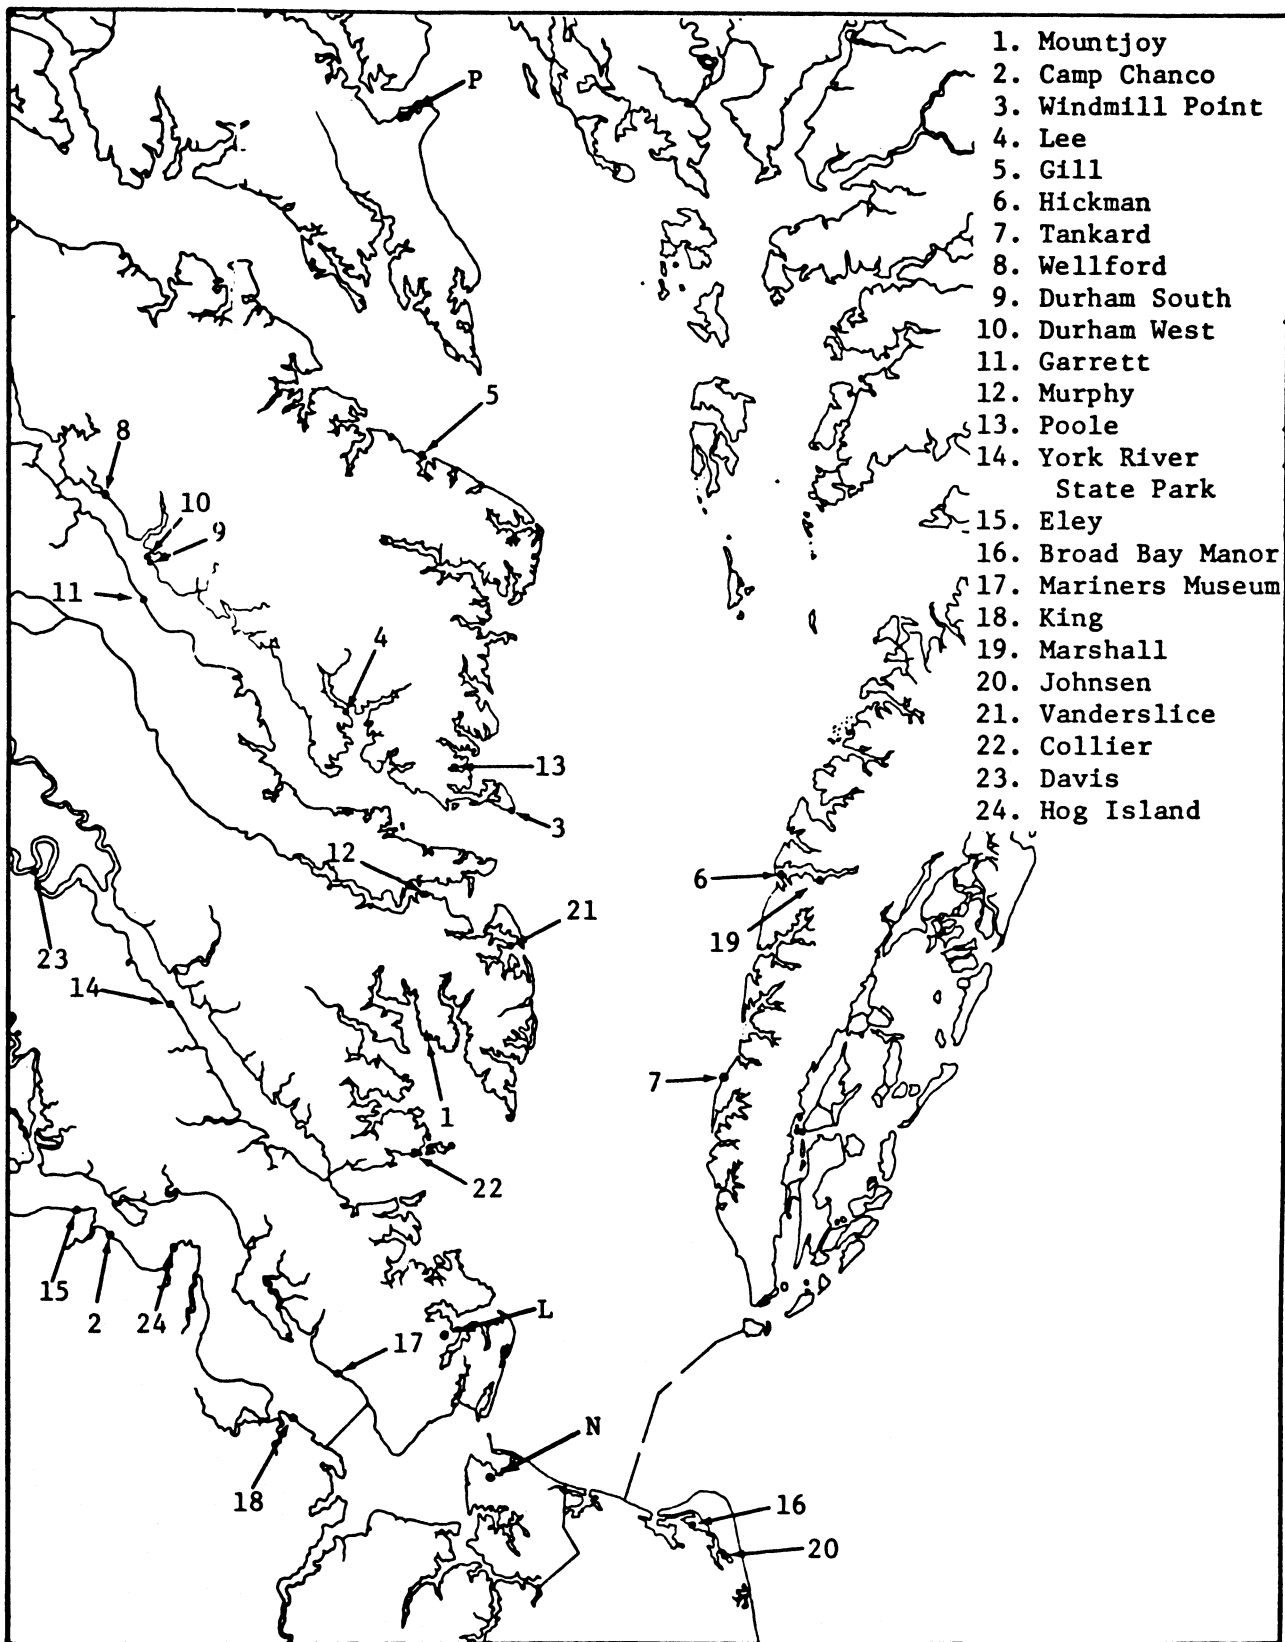 1. Mountjoy
2. Camp Chanco
3. Windmill Point
4. Lee
5. Gill
6. Hickman
7. Tankard
8. Wellford
9. Durham South
10. Durham West
11. Garrett
12. Murphy
13. Poole
14. York River
State Park
15. Eley
16. Broad Bay Manor
17. Mariners Museum
18. King
19. Marshall
20. Johnsen
21. Vanderslice
22. Collier
23. Davis
24. Hog Island
P
5
8
10
9
11
4
13
3
12
6
21
19
23
14
7
1
22
15
2
24
L
17
N
18
16
20